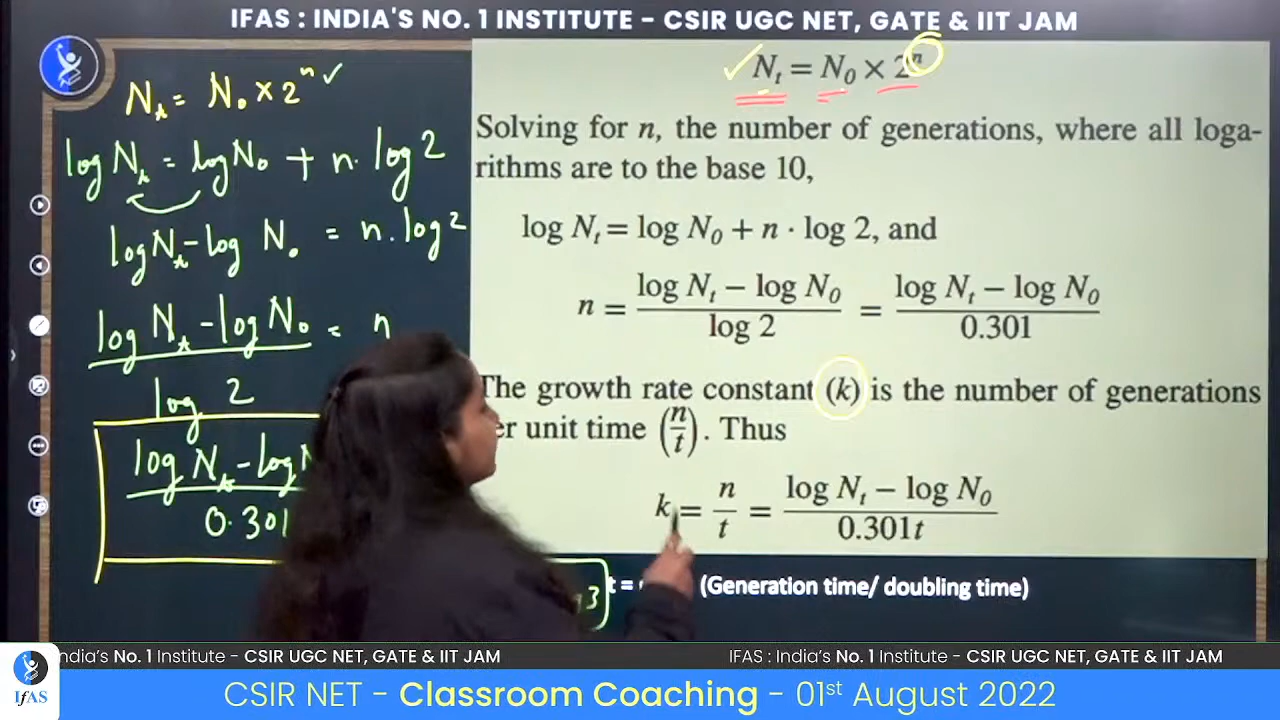 IFAS : INDIA'S NO. 1 INSTITUTE - CSIR UGC NET, GATE & IIT JAM
Nₜ = N₀ × 2ⁿ ✓
log Nₜ = log N₀ + n. log 2
log Nₜ - log N₀ = n. log 2
log Nₜ - log N₀ = n
log 2
log Nₜ - log N
0.301
✓ Nₜ = N₀ × 2ⁿ
Solving for n, the number of generations, where all loga-
rithms are to the base 10,
log Nₜ = log N₀ + n · log 2, and
n = (log Nₜ − log N₀)/(log 2) = (log Nₜ − log N₀)/(0.301)
The growth rate constant (k) is the number of generations
er unit time (n/t). Thus
k = n/t = (log Nₜ − log N₀)/(0.301t)
t = (Generation time/ doubling time)
3
ndia's No. 1 Institute - CSIR UGC NET, GATE & IIT JAM IFAS : India's No. 1 Institute - CSIR UGC NET, GATE & IIT JAM
IfAS
CSIR NET - Classroom Coaching - 01st August 2022